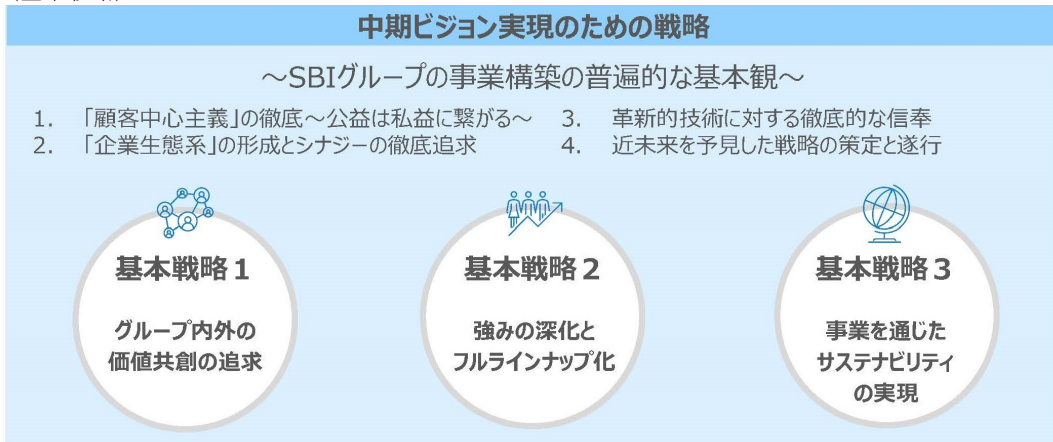 中期ビジョン実現のための戦略
～SBIグループの事業構築の普遍的な基本観～
1. 「顧客中心主義」の徹底～公益は私益に繋がる～
2. 「企業生態系」の形成とシナジーの徹底追求
3. 革新的技術に対する徹底的な信奉
4. 近未来を予見した戦略の策定と遂行
基本戦略1
グループ内外の
価値共創の追求
基本戦略2
強みの深化と
フルラインナップ化
基本戦略3
事業を通じた
サステナビリティ
の実現